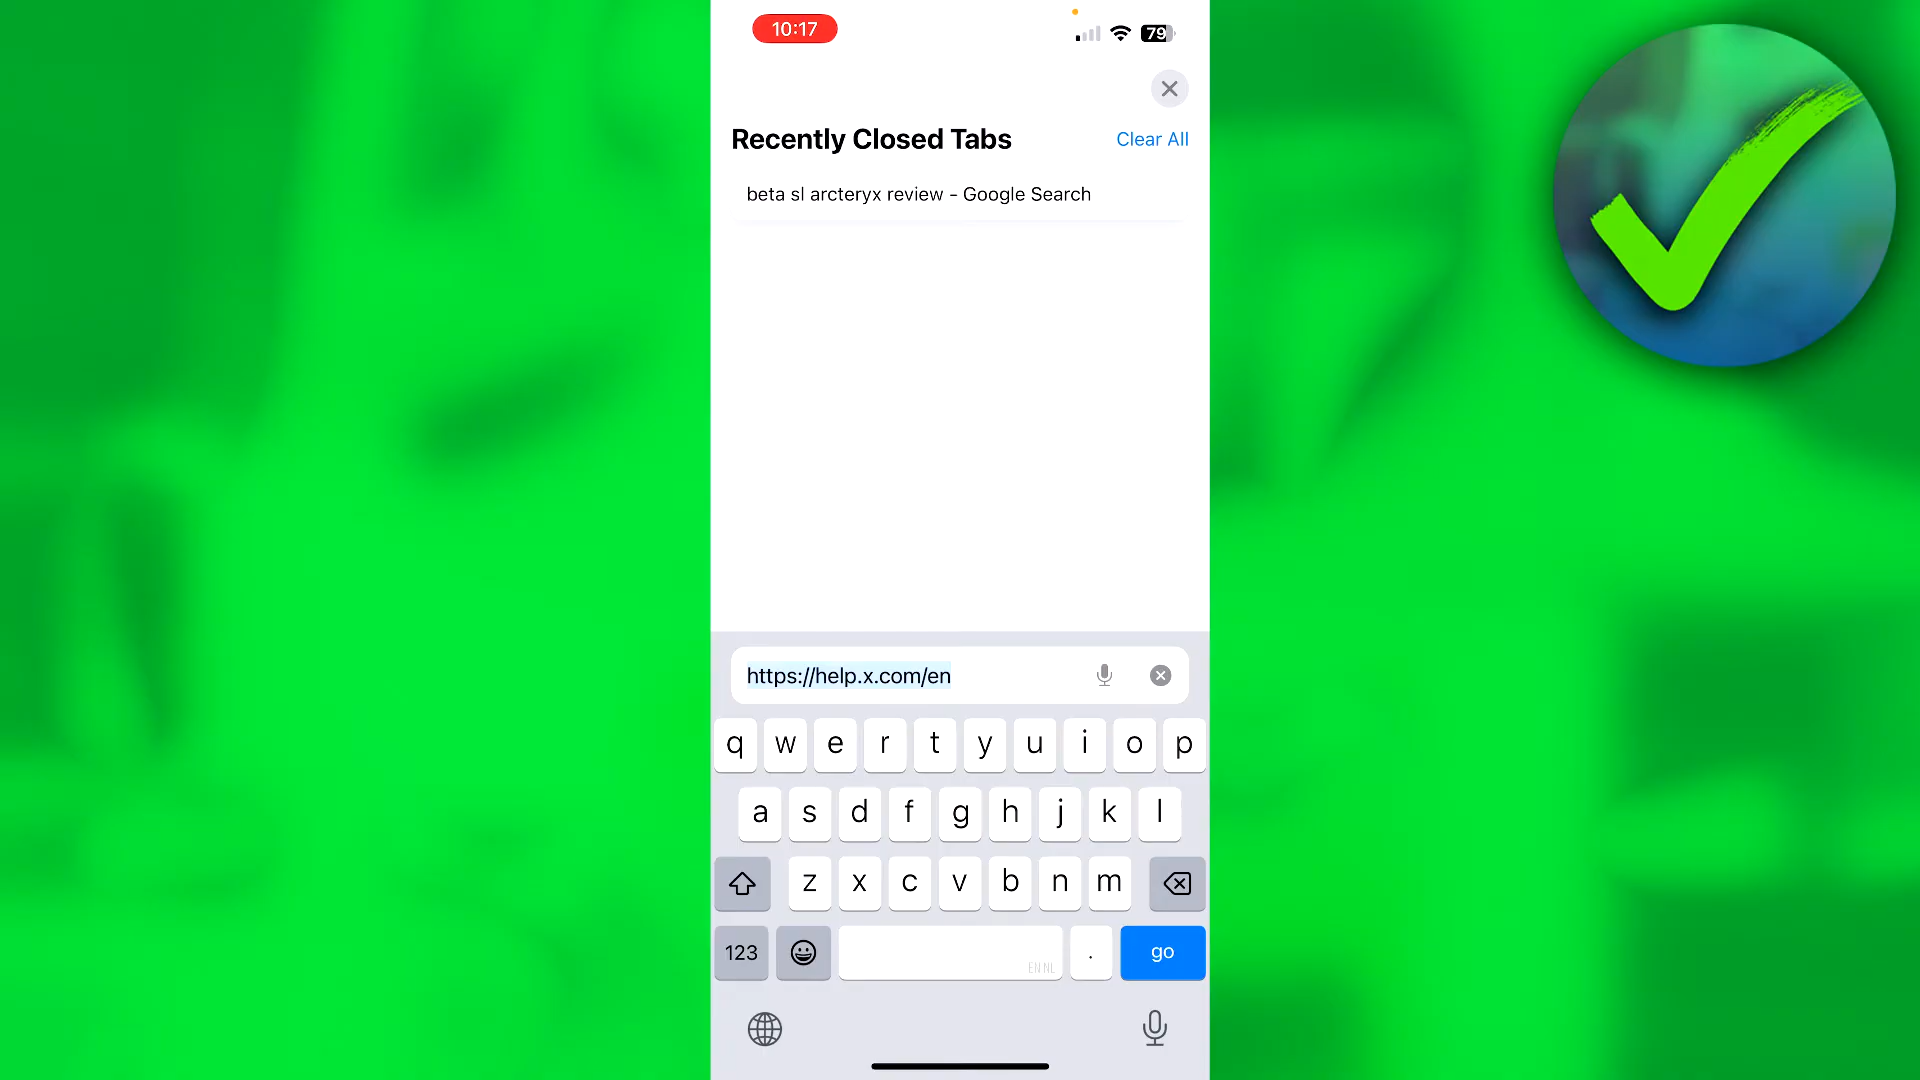 10:17
79
Recently Closed Tabs
Clear All
beta sl arcteryx review - Google Search
https://help.x.com/en
q w e r t y u i o p
a s d f g h j k l
z x c v b n m
123
EN NL
.
go